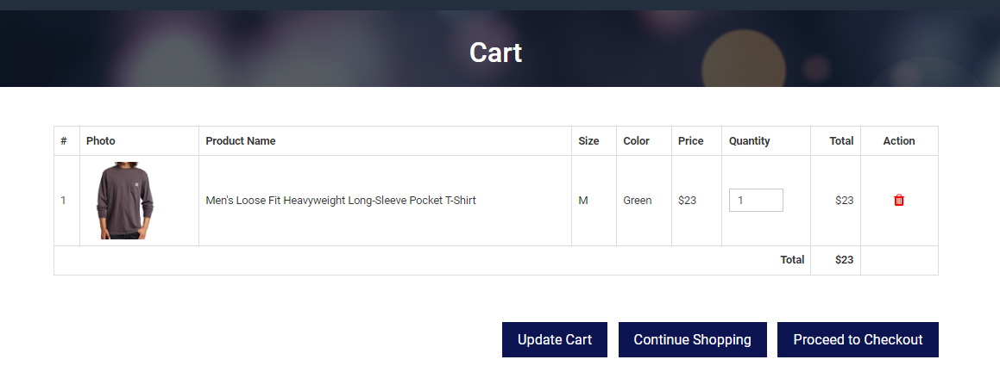 Cart
# Photo Product Name Size Color Price Quantity Total Action
1 Men's Loose Fit Heavyweight Long-Sleeve Pocket T-Shirt M Green $23 1 $23
Total $23
Update Cart Continue Shopping Proceed to Checkout